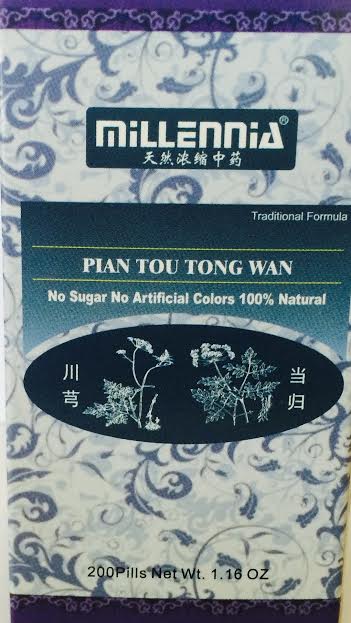 MiLLENNiA®
天然浓缩中药
Traditional Formula
PIAN TOU TONG WAN
No Sugar No Artificial Colors 100% Natural
川芎
当归
200Pills Net Wt. 1.16 OZ